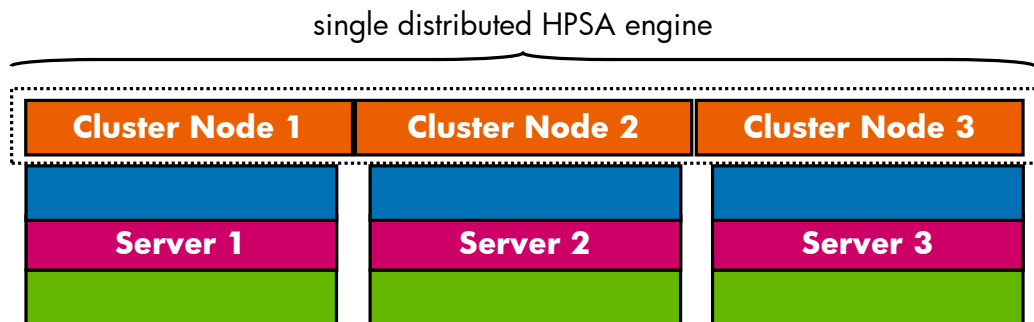 single distributed HPSA engine
Cluster Node 1 Cluster Node 2 Cluster Node 3
Server 1 Server 2 Server 3